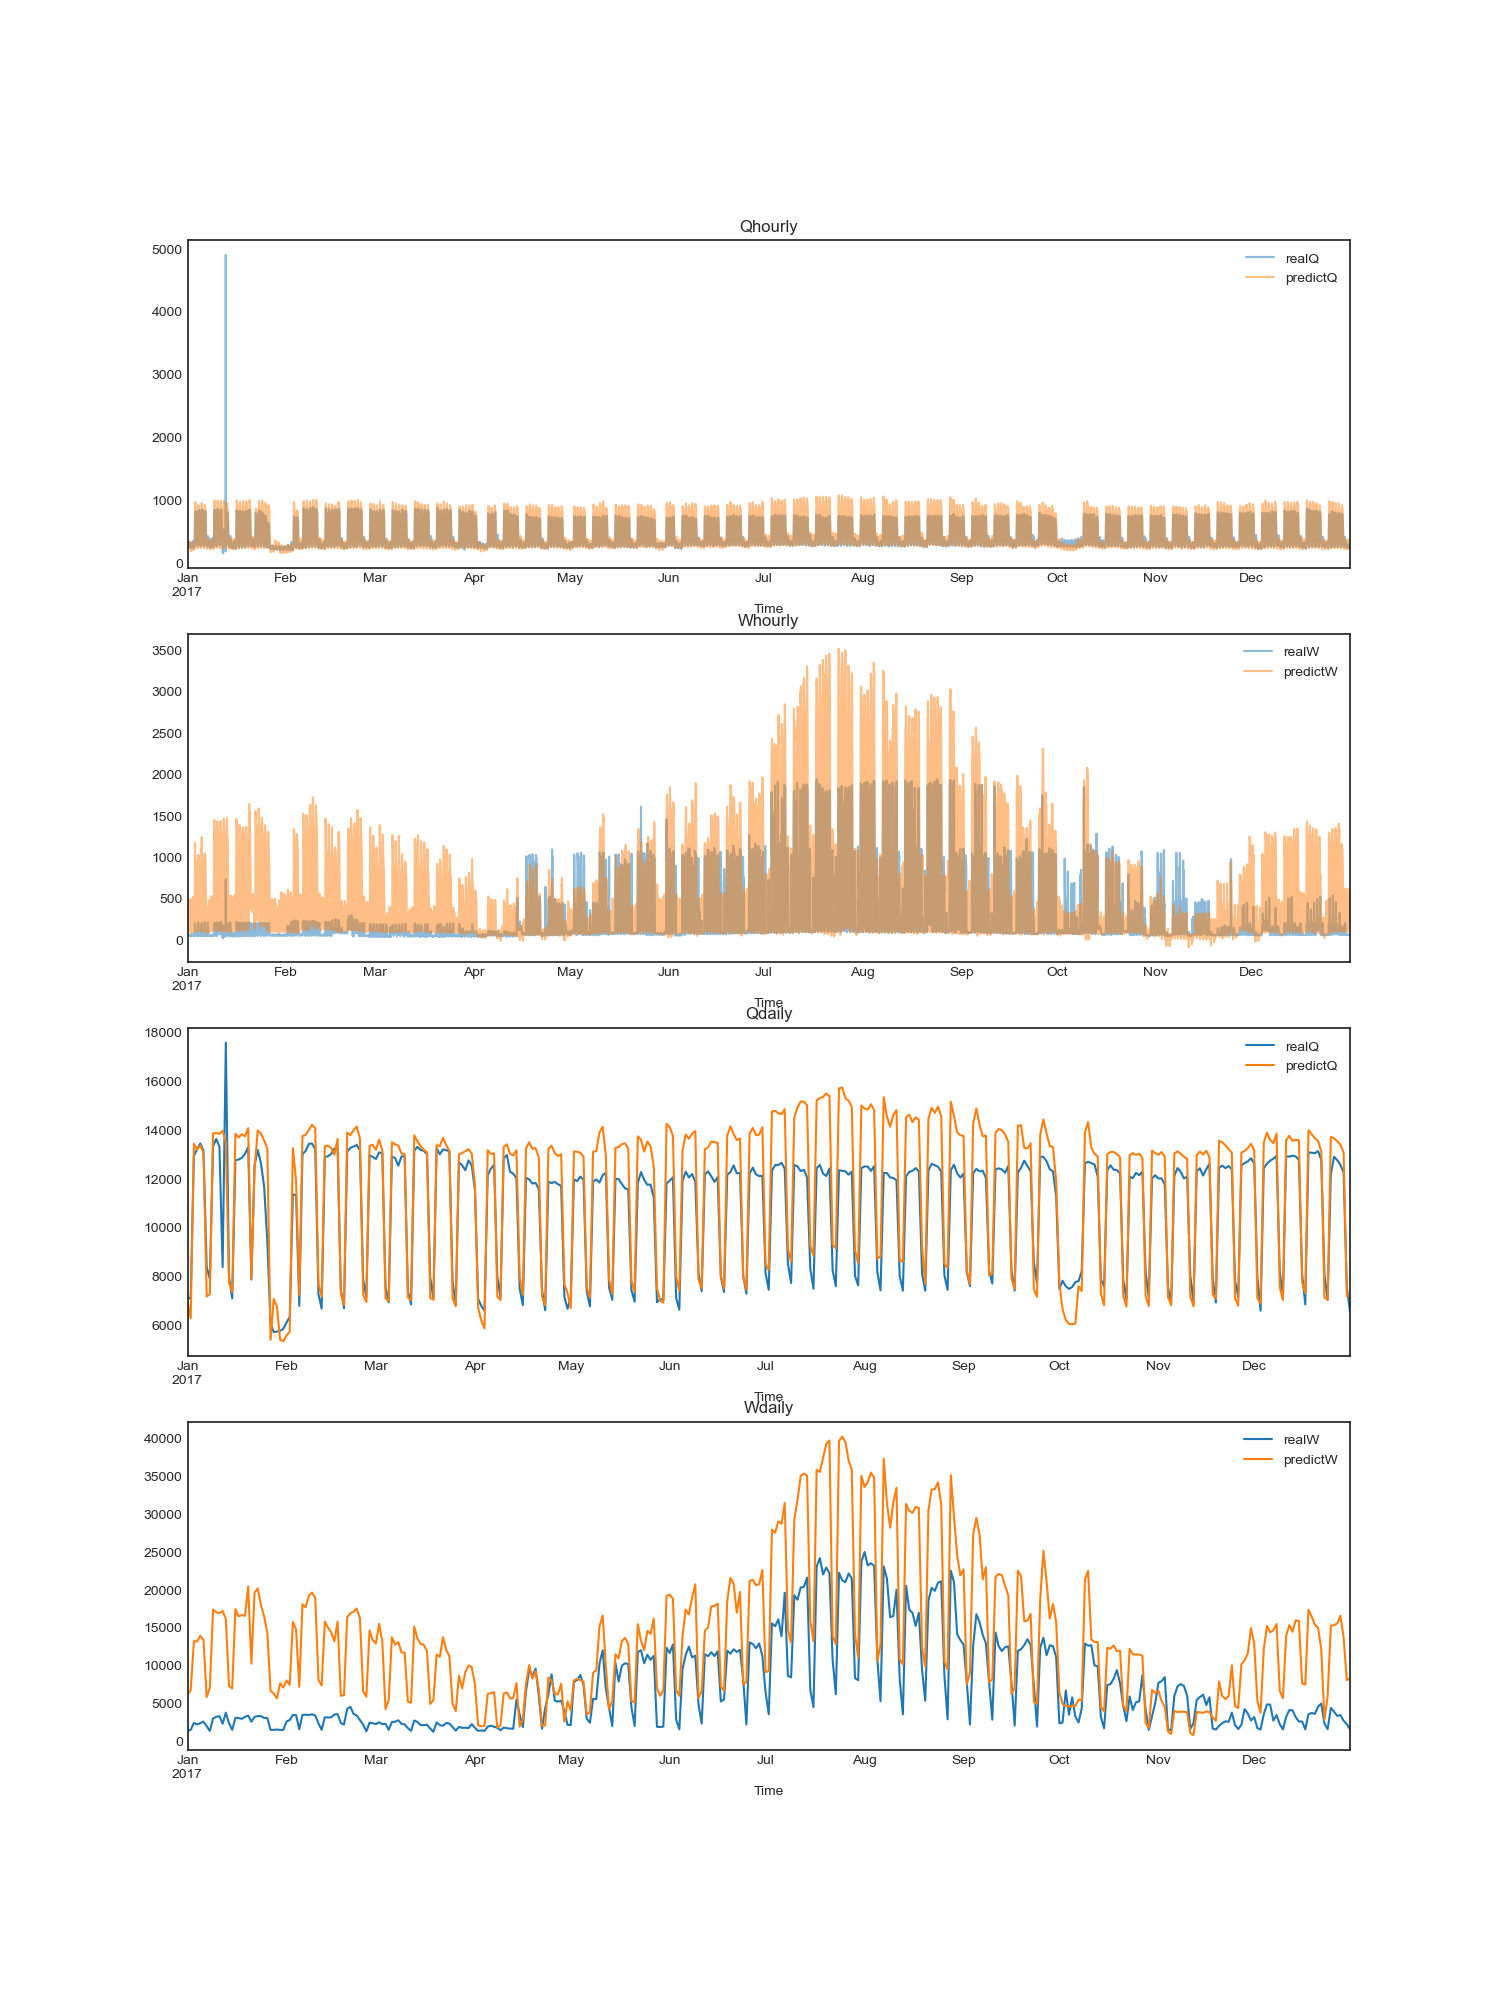 Qhourly
5000
4000
3000
2000
1000
0
realQ
predictQ
Jan Feb Mar Apr May Jun Jul Aug Sep Oct Nov Dec
2017
Time
Whourly
3500
3000
2500
2000
1500
1000
500
0
realW
predictW
Jan Feb Mar Apr May Jun Jul Aug Sep Oct Nov Dec
2017
Time
Qdaily
18000
16000
14000
12000
10000
8000
6000
realQ
predictQ
Jan Feb Mar Apr May Jun Jul Aug Sep Oct Nov Dec
2017
Time
Wdaily
40000
35000
30000
25000
20000
15000
10000
5000
0
realW
predictW
Jan Feb Mar Apr May Jun Jul Aug Sep Oct Nov Dec
2017
Time